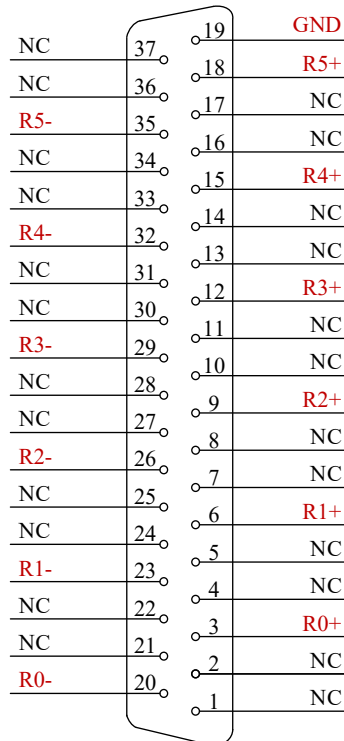 19 GND
NC 37
18 R5+
NC 36
17 NC
R5- 35
16 NC
NC 34
15 R4+
NC 33
14 NC
R4- 32
13 NC
NC 31
12 R3+
NC 30
11 NC
R3- 29
10 NC
NC 28
9 R2+
NC 27
8 NC
R2- 26
7 NC
NC 25
6 R1+
NC 24
5 NC
R1- 23
4 NC
NC 22
3 R0+
NC 21
2 NC
R0- 20
1 NC